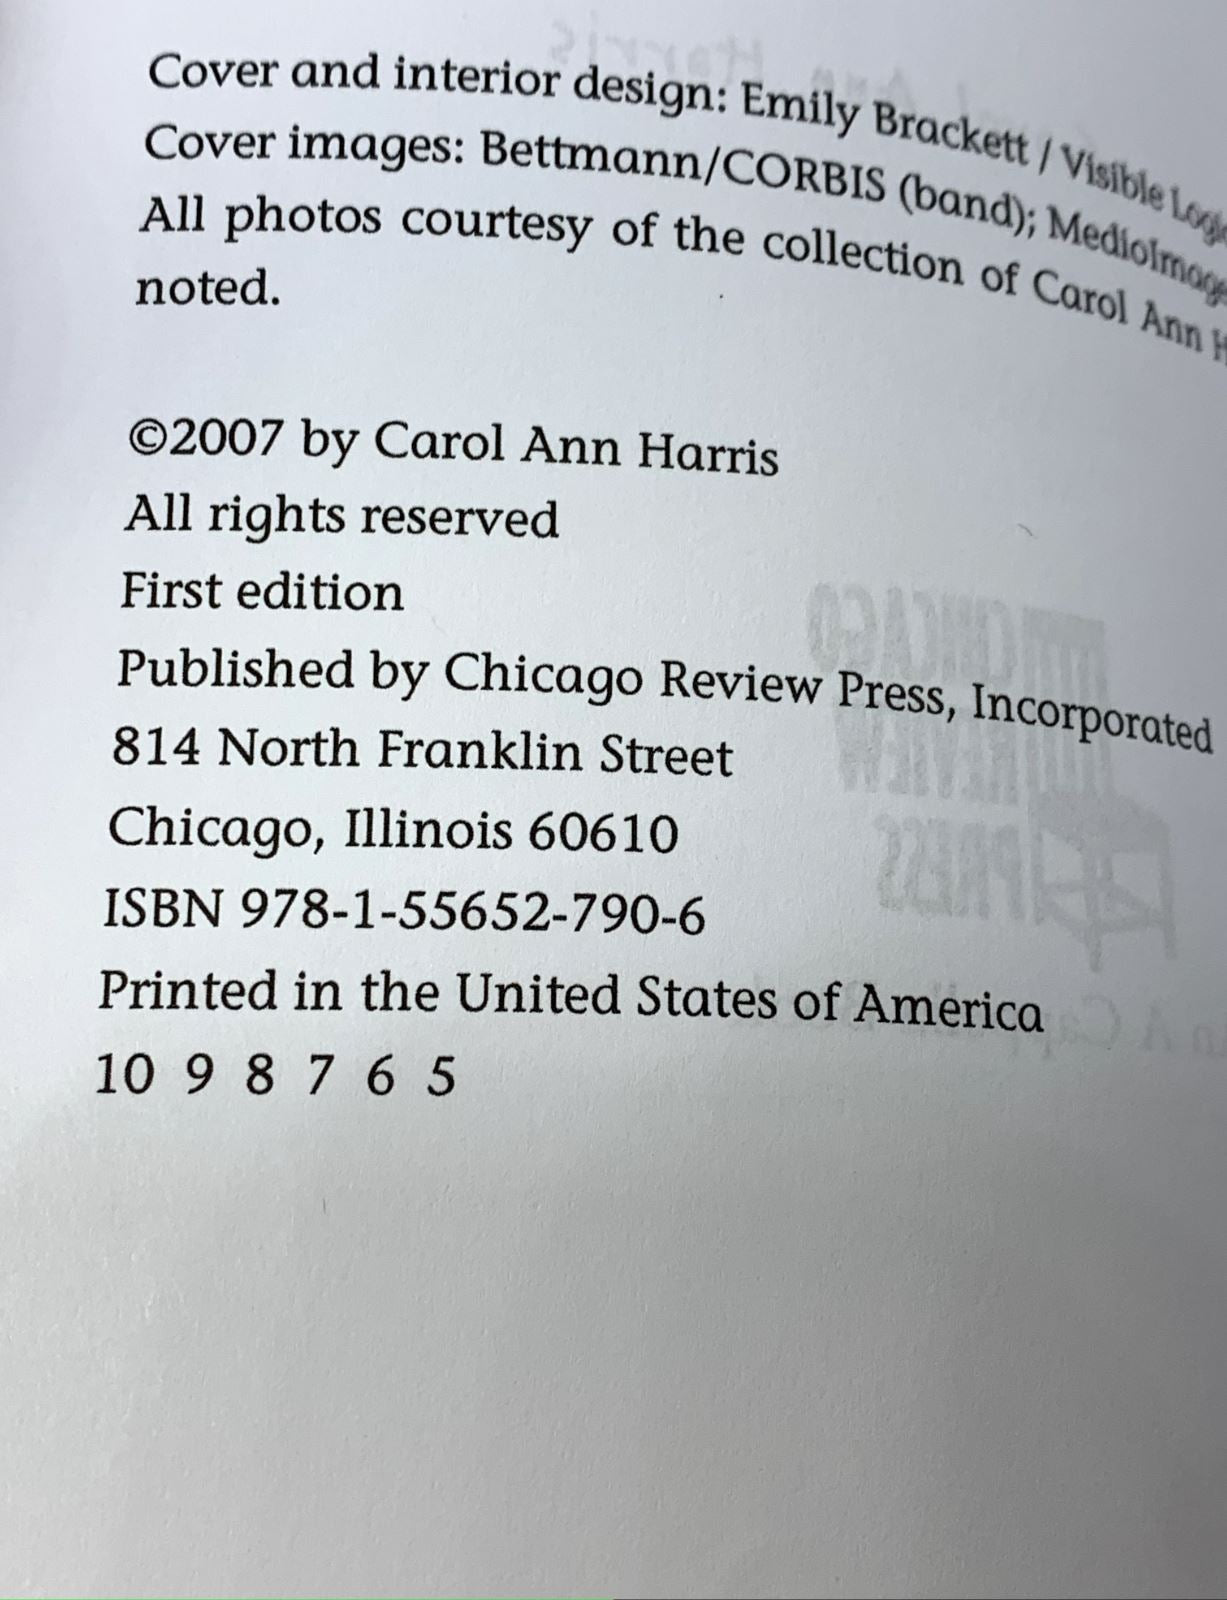 Cover and interior design: Emily Brackett / Visible
Cover images: Bettmann/CORBIS (band);
All photos courtesy of the collection of Carol Ann
noted.
©2007 by Carol Ann Harris
All rights reserved
First edition
Published by Chicago Review Press, Incorporated
814 North Franklin Street
Chicago, Illinois 60610
ISBN 978-1-55652-790-6
Printed in the United States of America
10 9 8 7 6 5